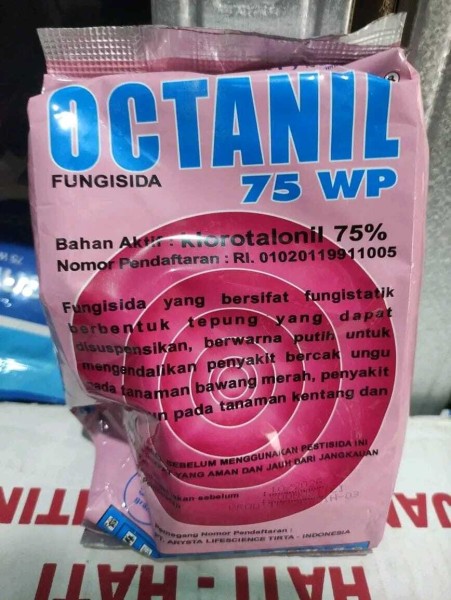 OCTANIL
FUNGISIDA
75 WP
Bahan Aktif : klorotalonil 75%
Nomor Pendaftaran : RI. 01020119911005
Fungisida yang bersifat fungistatik
berbentuk tepung yang dapat
disuspensikan, berwarna putih untuk
mengendalikan penyakit bercak ungu
pada tanaman bawang merah, penyakit
pada tanaman kentang dan
SEBELUM MENGGUNAKAN PESTISIDA INI
YANG AMAN DAN JAUH DARI JANGKAUAN
sebelum
Pemegang Nomor Pendaftaran :
PT. ARYSTA LIFESCIENCE TIRTA - INDONESIA
HATI - HATI